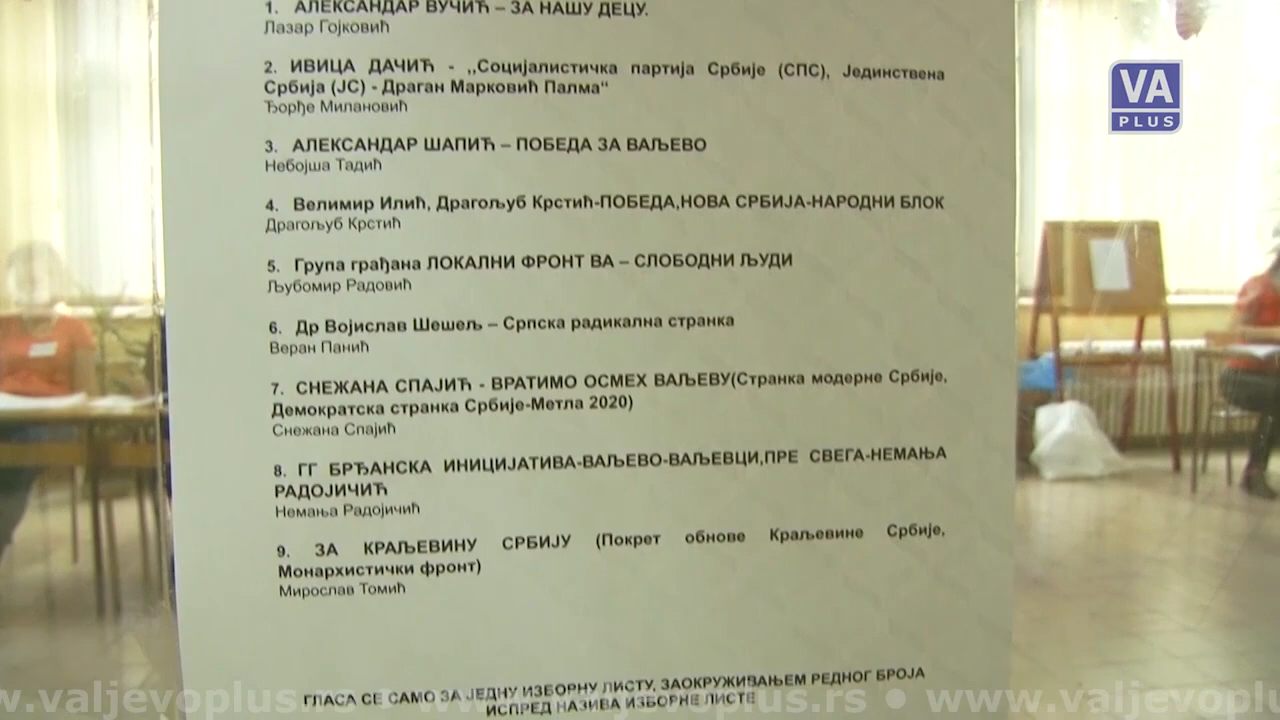 1. АЛЕКСАНДАР ВУЧИЋ – ЗА НАШУ ДЕЦУ.
Лазар Гојковић
2. ИВИЦА ДАЧИЋ - ,,Социјалистичка партија Србије (СПС), Јединствена
Србија (ЈС) - Драган Марковић Палма“
Ђорђе Милановић
3. АЛЕКСАНДАР ШАПИЋ – ПОБЕДА ЗА ВАЉЕВО
Небојша Тадић
4. Велимир Илић, Драгољуб Крстић-ПОБЕДА,НОВА СРБИЈА-НАРОДНИ БЛОК
Драгољуб Крстић
5. Група грађана ЛОКАЛНИ ФРОНТ ВА – СЛОБОДНИ ЉУДИ
Љубомир Радовић
6. Др Војислав Шешељ – Српска радикална странка
Веран Панић
7. СНЕЖАНА СПАЈИЋ - ВРАТИМО ОСМЕХ ВАЉЕВУ(Странка модерне Србије,
Демократска странка Србије-Метла 2020)
Снежана Спајић
8. ГГ БРЂАНСКА ИНИЦИЈАТИВА-ВАЉЕВО-ВАЉЕВЦИ,ПРЕ СВЕГА-НЕМАЊА
РАДОЈИЧИЋ
Немања Радојичић
9. ЗА КРАЉЕВИНУ СРБИЈУ (Покрет обнове Краљевине Србије,
Монархистички фронт)
Мирослав Томић
ГЛАСА СЕ САМО ЗА ЈЕДНУ ИЗБОРНУ ЛИСТУ, ЗАОКРУЖИВАЊЕМ РЕДНОГ БРОЈА
ИСПРЕД НАЗИВА ИЗБОРНЕ ЛИСТЕ
VA
PLUS
w.valjevoplus.rs • www.valjevoplus.rs • www.valjevoplus